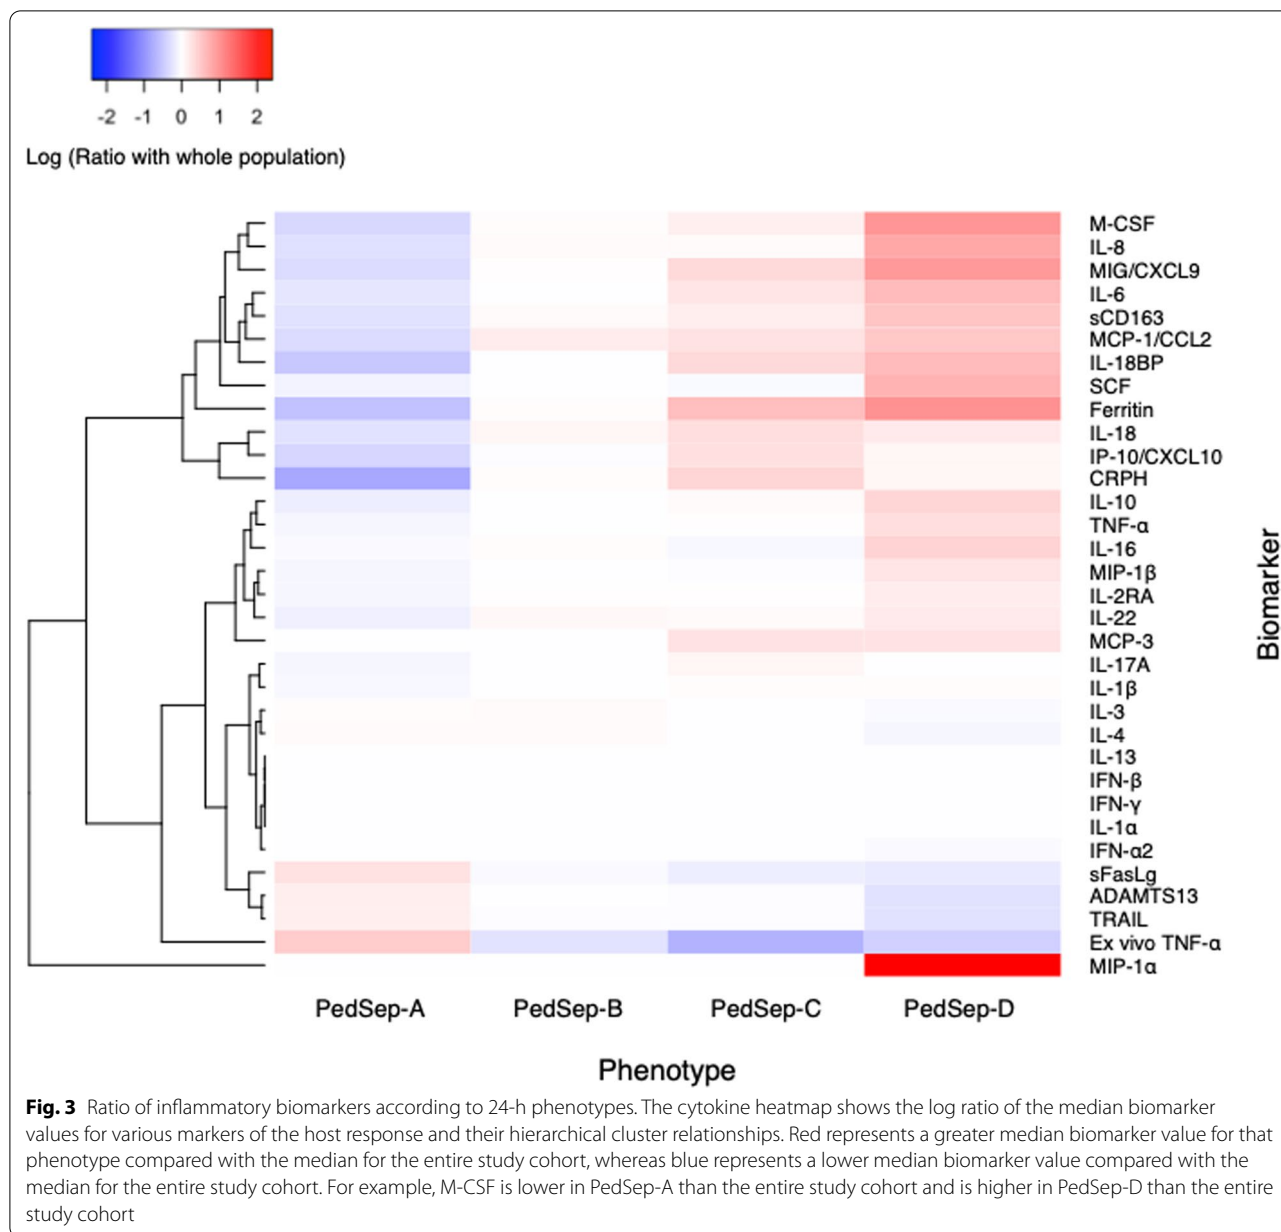 -2 -1 0 1 2
Log (Ratio with whole population)
M-CSF
IL-8
MIG/CXCL9
IL-6
sCD163
MCP-1/CCL2
IL-18BP
SCF
Ferritin
IL-18
IP-10/CXCL10
CRPH
IL-10
TNF-α
IL-16
MIP-1β
IL-2RA
IL-22
MCP-3
IL-17A
IL-1β
IL-3
IL-4
IL-13
IFN-β
IFN-γ
IL-1α
IFN-α2
sFasLg
ADAMTS13
TRAIL
Ex vivo TNF-α
MIP-1α
Biomarker
PedSep-A PedSep-B PedSep-C PedSep-D
Phenotype
Fig. 3 Ratio of inflammatory biomarkers according to 24-h phenotypes. The cytokine heatmap shows the log ratio of the median biomarker
values for various markers of the host response and their hierarchical cluster relationships. Red represents a greater median biomarker value for that
phenotype compared with the median for the entire study cohort, whereas blue represents a lower median biomarker value compared with the
median for the entire study cohort. For example, M-CSF is lower in PedSep-A than the entire study cohort and is higher in PedSep-D than the entire
study cohort